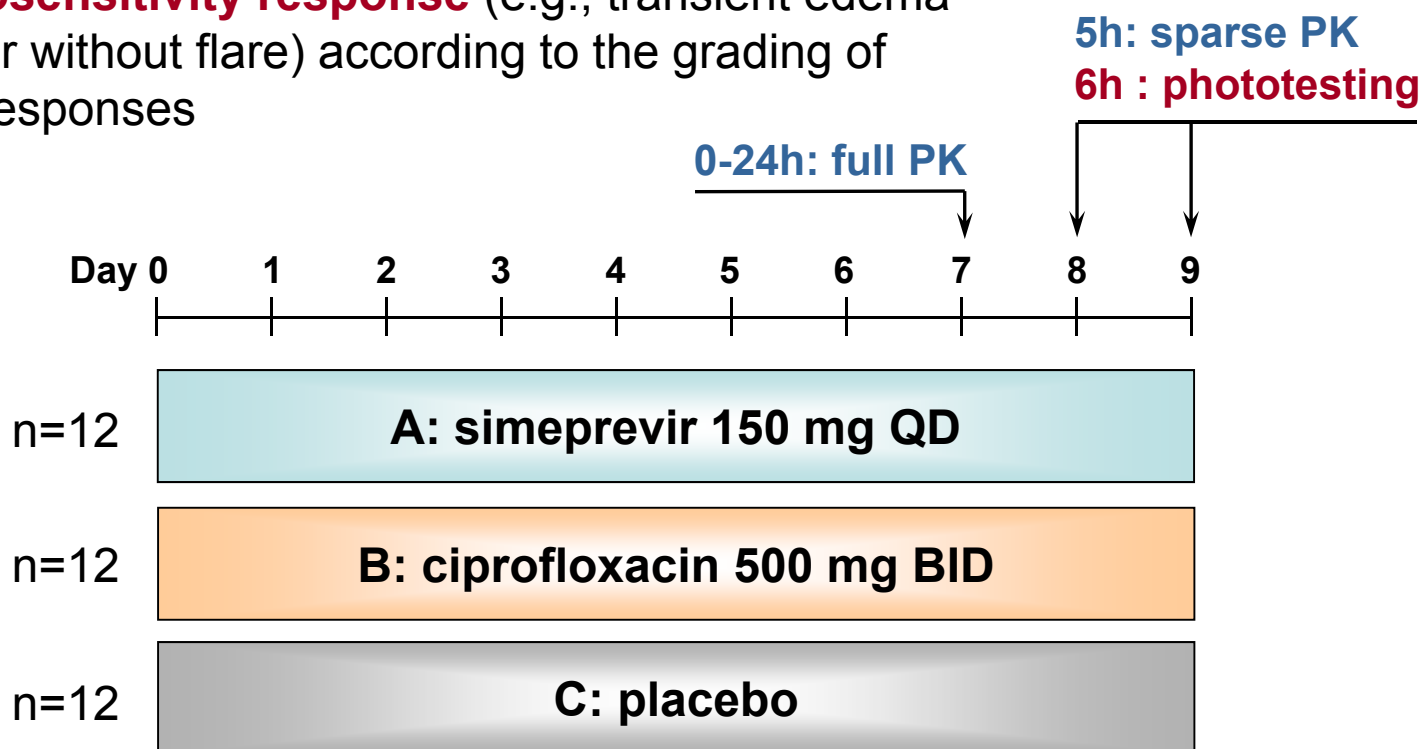 (e.g., transient edema
without flare) according to the grading of
5h: sparse PK
6h : phototesting
0-24h: full PK
Day 0 1 2 3 4 5 6 7 8 9
n=12 A: simeprevir 150 mg QD
n=12 B: ciprofloxacin 500 mg BID
n=12 C: placebo